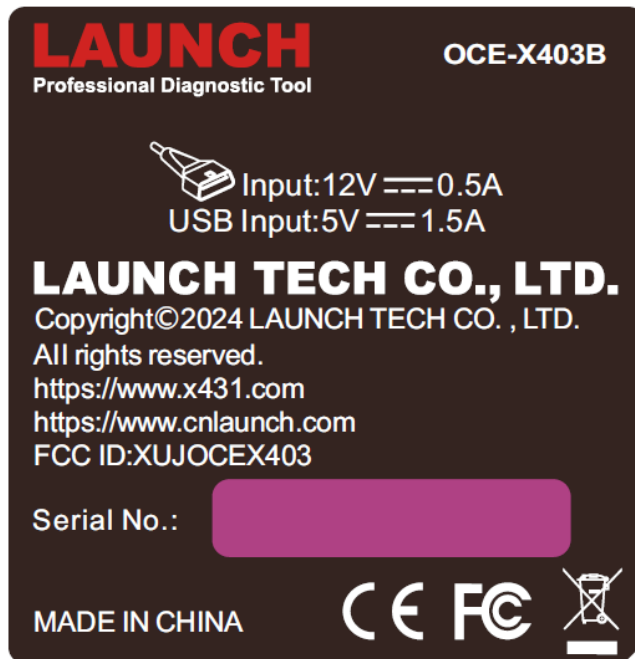 LAUNCH
Professional Diagnostic Tool
OCE-X403B
Input:12V ⎓0.5A
USB Input:5V ⎓1.5A
LAUNCH TECH CO., LTD.
Copyright©2024 LAUNCH TECH CO. , LTD.
All rights reserved.
https://www.x431.com
https://www.cnlaunch.com
FCC ID:XUJOCEX403
Serial No.:
MADE IN CHINA
CE FC